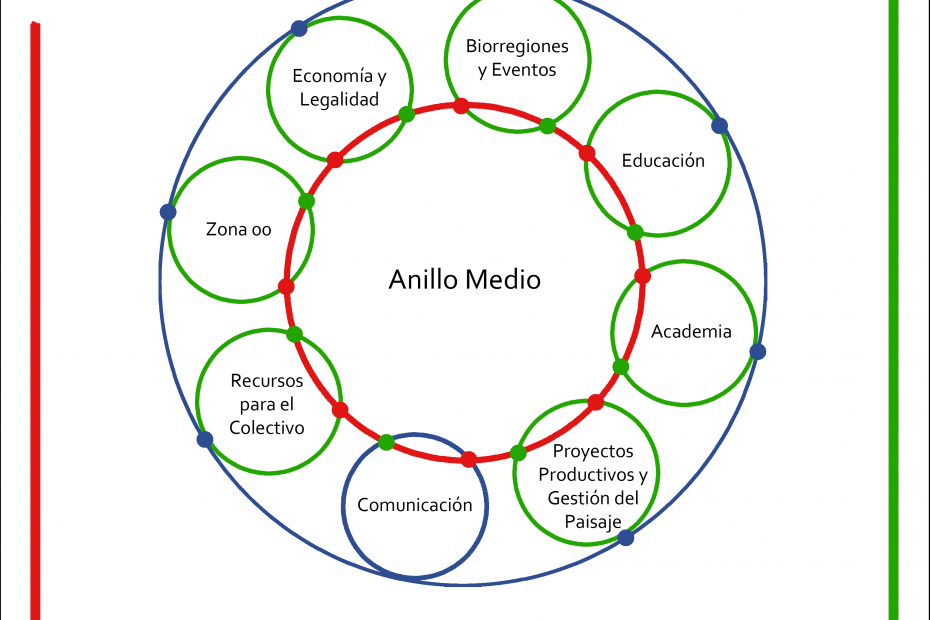 Biorregiones
y Eventos
Economía y
Legalidad
Educación
Zona 00
Anillo Medio
Academia
Recursos
para el
Colectivo
Proyectos
Productivos y
Gestión del
Paisaje
Comunicación